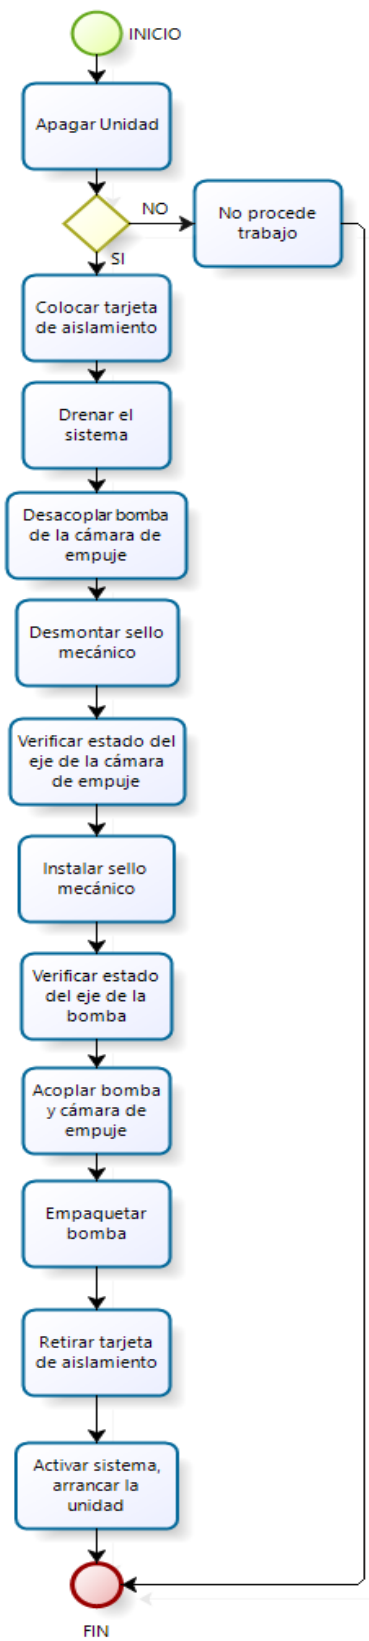 INICIO
Apagar Unidad
NO
No procede
trabajo
SI
Colocar tarjeta
de aislamiento
Drenar el
sistema
Desacoplar bomba
de la cámara de
empuje
Desmontar sello
mecánico
Verificar estado del
eje de la cámara
de empuje
Instalar sello
mecánico
Verificar estado
del eje de la
bomba
Acoplar bomba
y cámara de
empuje
Empaquetar
bomba
Retirar tarjeta
de aislamiento
Activar sistema,
arrancar la
unidad
FIN